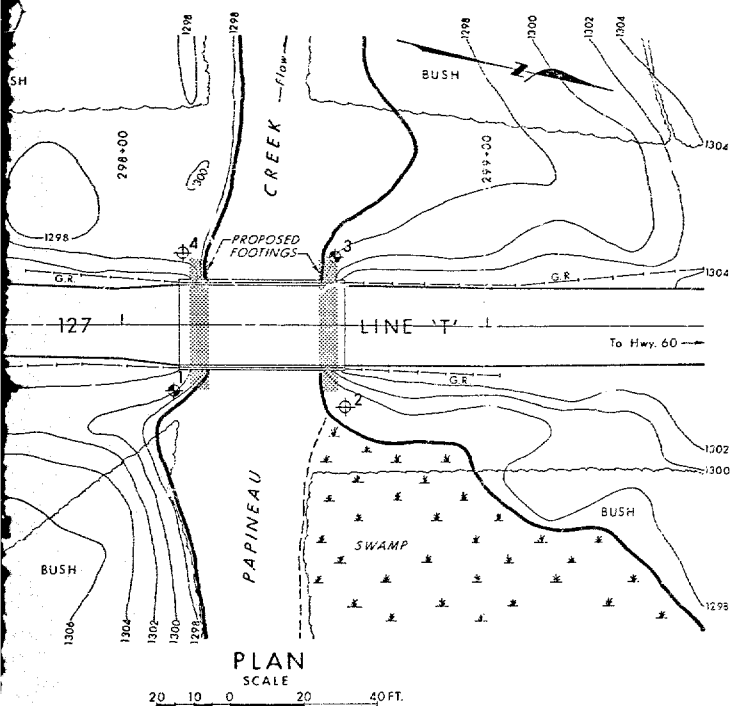 1298
1298
1298
1300
1302
1304
SH
CREEK
Flow
BUSH
Z
298+00
299+00
1304
1300
1298
4
PROPOSED
FOOTINGS
3
G.R.
G.R.
1304
127
LINE 'T'
To Hwy. 60
1
G.R.
2
1302
1300
PAPINEAU
SWAMP
BUSH
BUSH
1298
1306
1304
1302
1300
1298
PLAN
SCALE
20 10 0 20 40 FT.